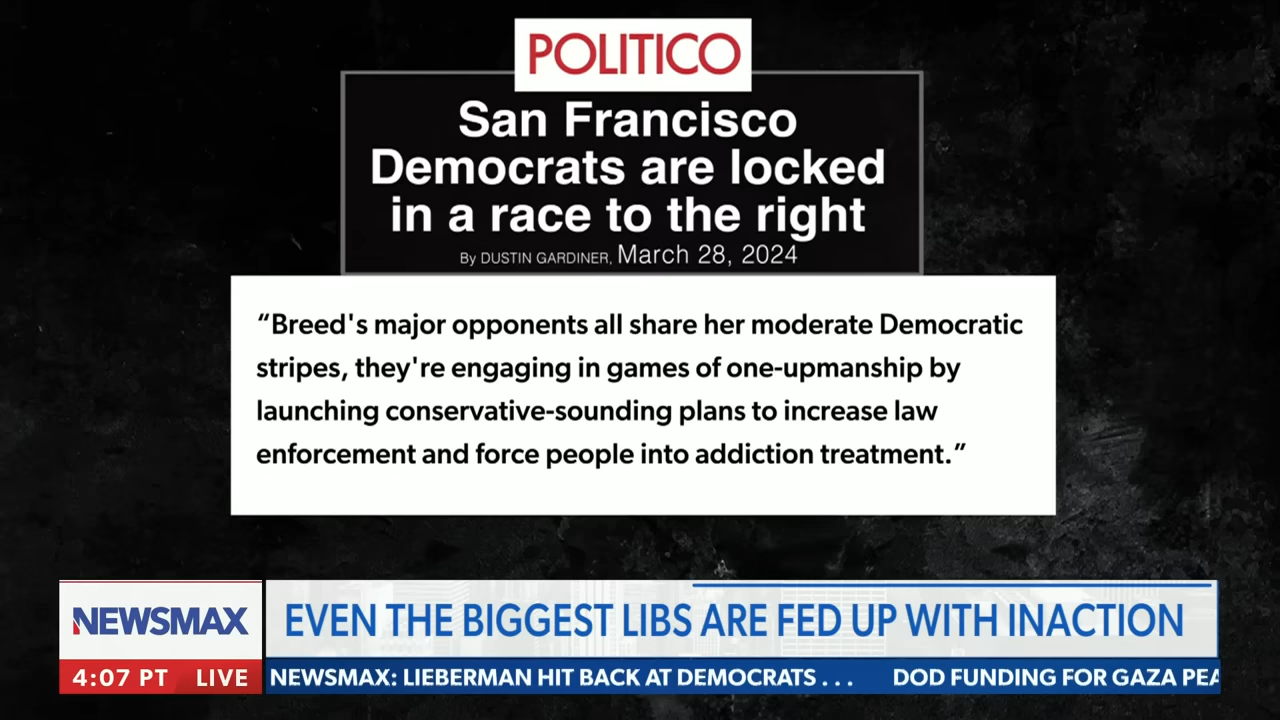 POLITICO
San Francisco
Democrats are locked
in a race to the right
By DUSTIN GARDINER, March 28, 2024
“Breed's major opponents all share her moderate Democratic
stripes, they're engaging in games of one-upmanship by
launching conservative-sounding plans to increase law
enforcement and force people into addiction treatment.”
NEWSMAX
EVEN THE BIGGEST LIBS ARE FED UP WITH INACTION
4:07 PT LIVE
NEWSMAX: LIEBERMAN HIT BACK AT DEMOCRATS . . . DOD FUNDING FOR GAZA PEA